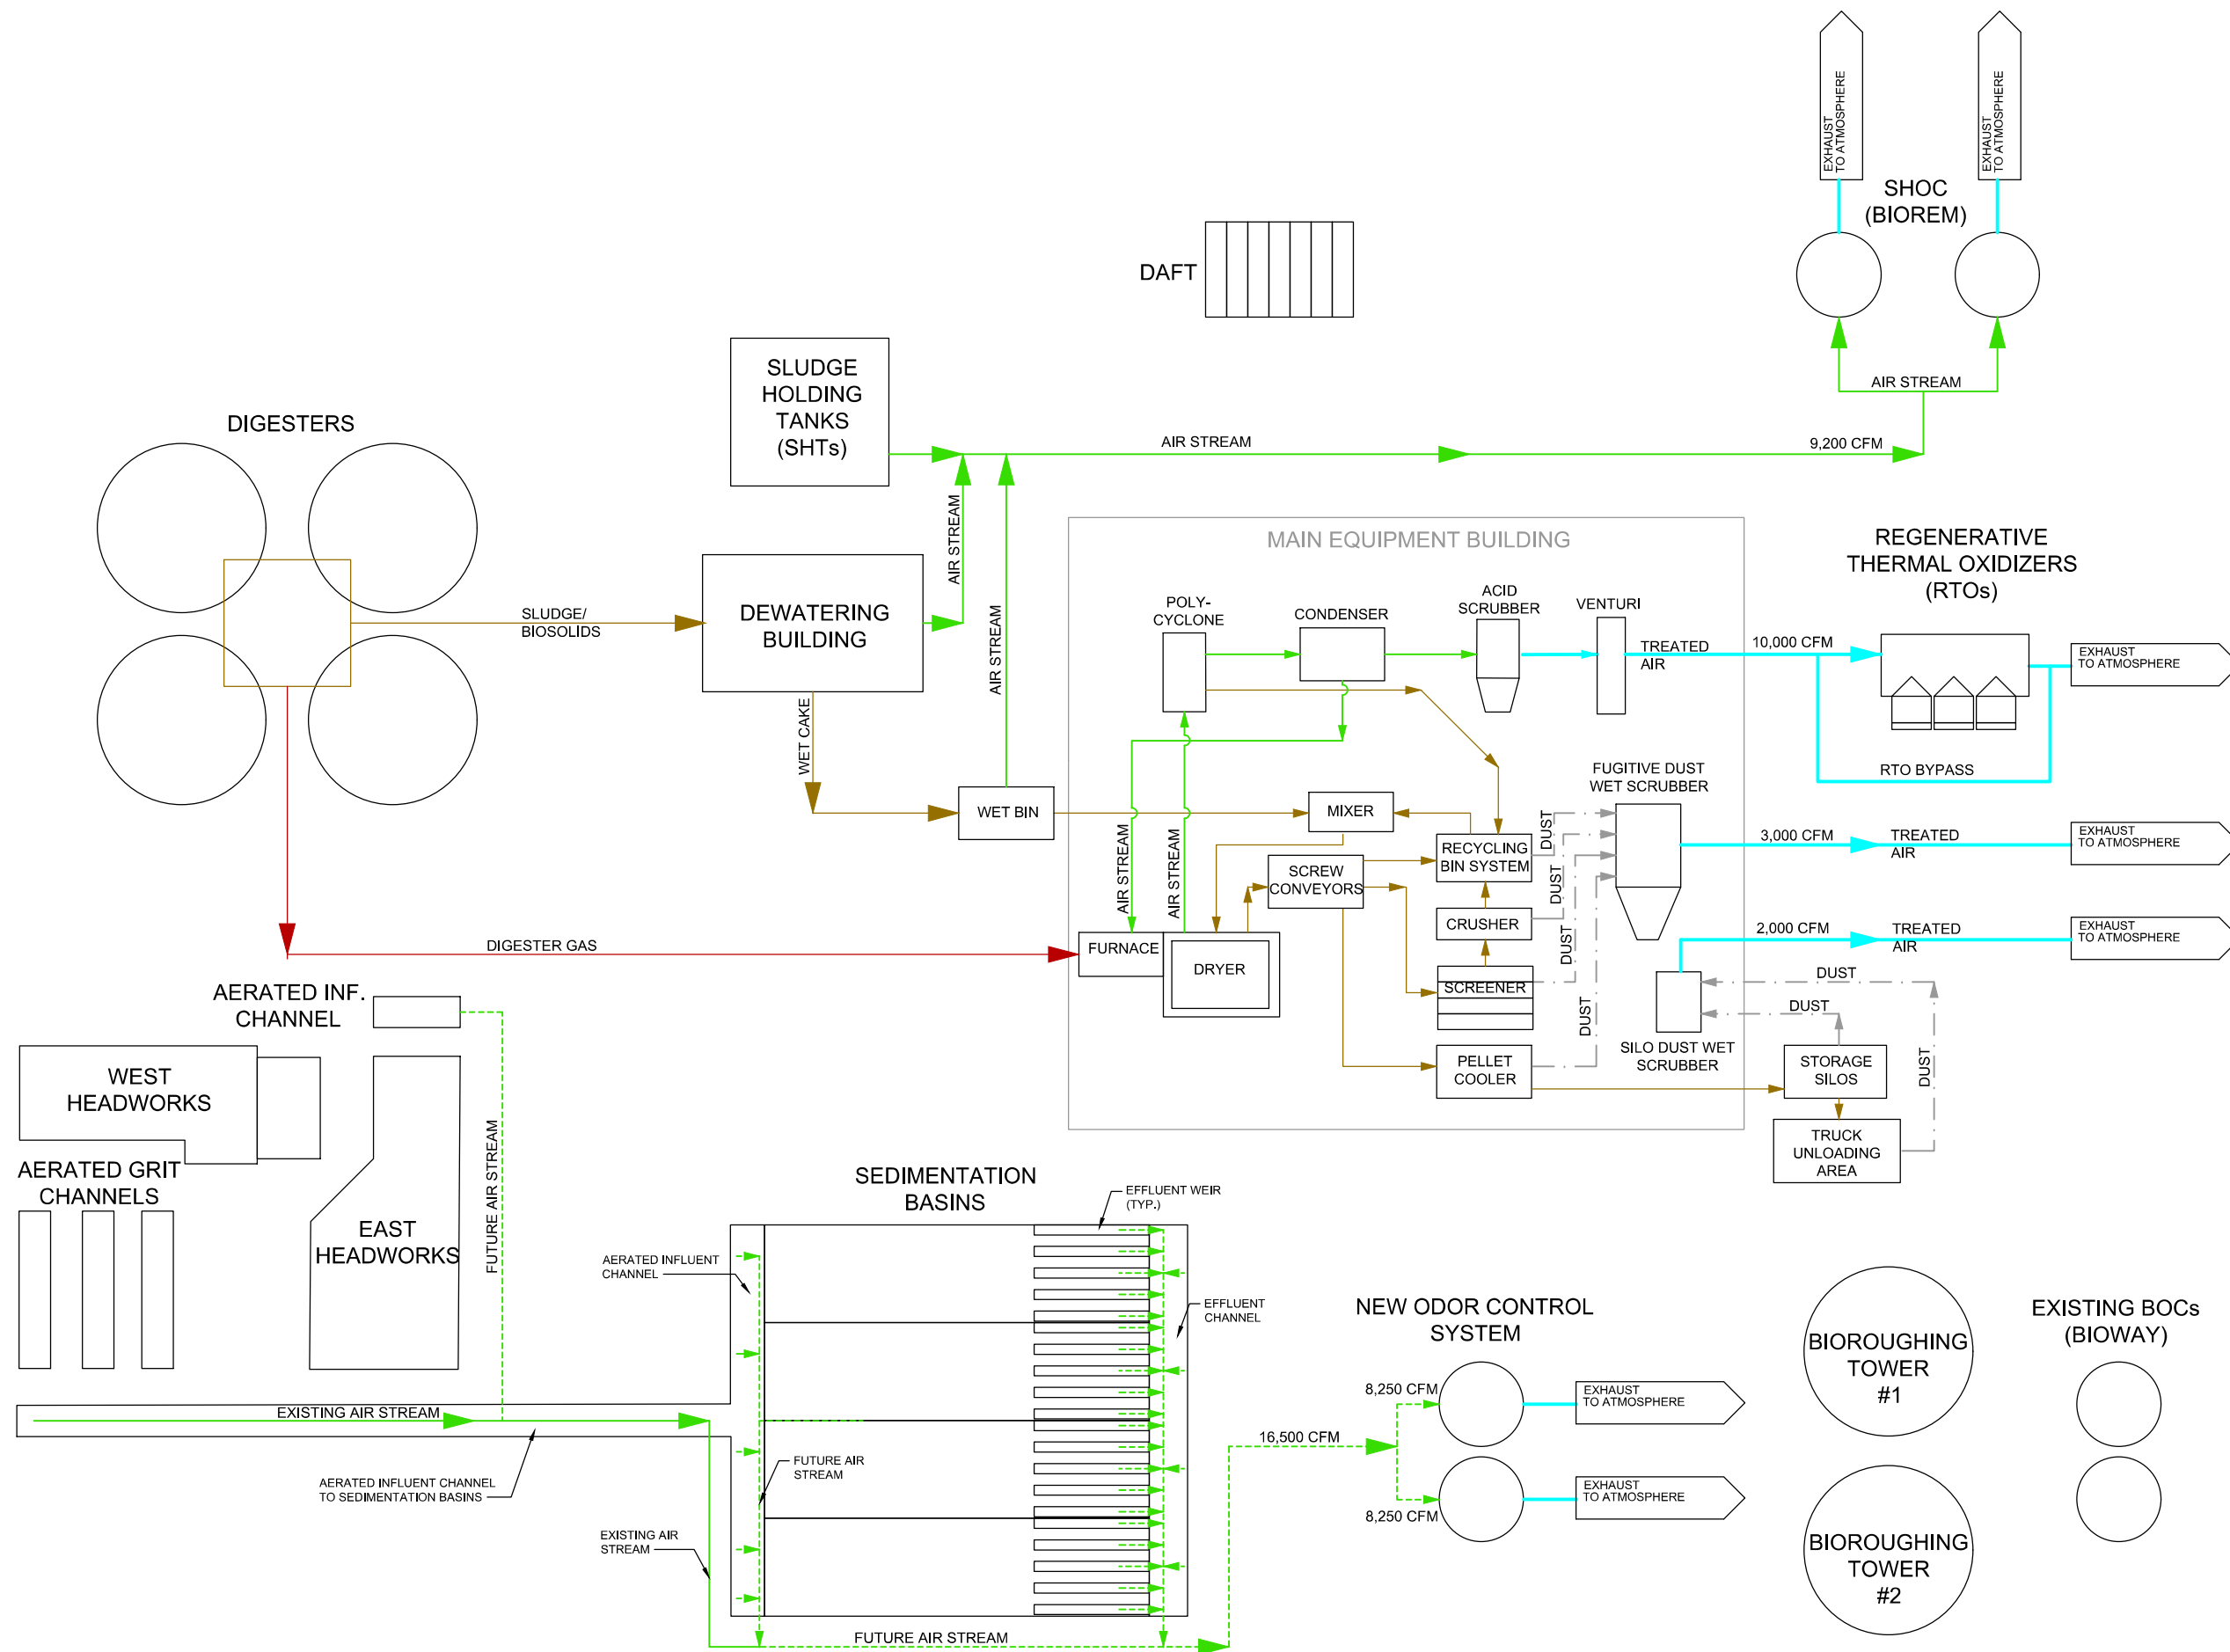 EXHAUST
TO ATMOSPHERE
EXHAUST
TO ATMOSPHERE
SHOC
(BIOREM)
DAFT
AIR STREAM
SLUDGE
HOLDING
TANKS
(SHTs)
DIGESTERS
AIR STREAM
9,200 CFM
AIR STREAM
AIR STREAM
MAIN EQUIPMENT BUILDING
REGENERATIVE
THERMAL OXIDIZERS
(RTOs)
DEWATERING
BUILDING
SLUDGE/
BIOSOLIDS
POLY-
CYCLONE
CONDENSER
ACID
SCRUBBER
VENTURI
TREATED
AIR
10,000 CFM
EXHAUST
TO ATMOSPHERE
WET CAKE
RTO BYPASS
FUGITIVE DUST
WET SCRUBBER
WET BIN
MIXER
AIR STREAM
AIR STREAM
SCREW
CONVEYORS
RECYCLING
BIN SYSTEM
DUST
DUST
DUST
DUST
3,000 CFM
TREATED
AIR
EXHAUST
TO ATMOSPHERE
CRUSHER
2,000 CFM
TREATED
AIR
EXHAUST
TO ATMOSPHERE
DIGESTER GAS
FURNACE
DRYER
SCREENER
DUST
DUST
DUST
PELLET
COOLER
SILO DUST WET
SCRUBBER
STORAGE
SILOS
TRUCK
UNLOADING
AREA
AERATED INF.
CHANNEL
WEST
HEADWORKS
AERATED GRIT
CHANNELS
EAST
HEADWORKS
FUTURE AIR STREAM
SEDIMENTATION
BASINS
EFFLUENT WEIR
(TYP.)
AERATED INFLUENT
CHANNEL
EFFLUENT
CHANNEL
NEW ODOR CONTROL
SYSTEM
BIOROUGHING
TOWER
#1
EXISTING BOCs
(BIOWAY)
8,250 CFM
EXHAUST
TO ATMOSPHERE
EXISTING AIR STREAM
16,500 CFM
FUTURE AIR
STREAM
AERATED INFLUENT CHANNEL
TO SEDIMENTATION BASINS
8,250 CFM
EXHAUST
TO ATMOSPHERE
EXISTING AIR
STREAM
BIOROUGHING
TOWER
#2
FUTURE AIR STREAM